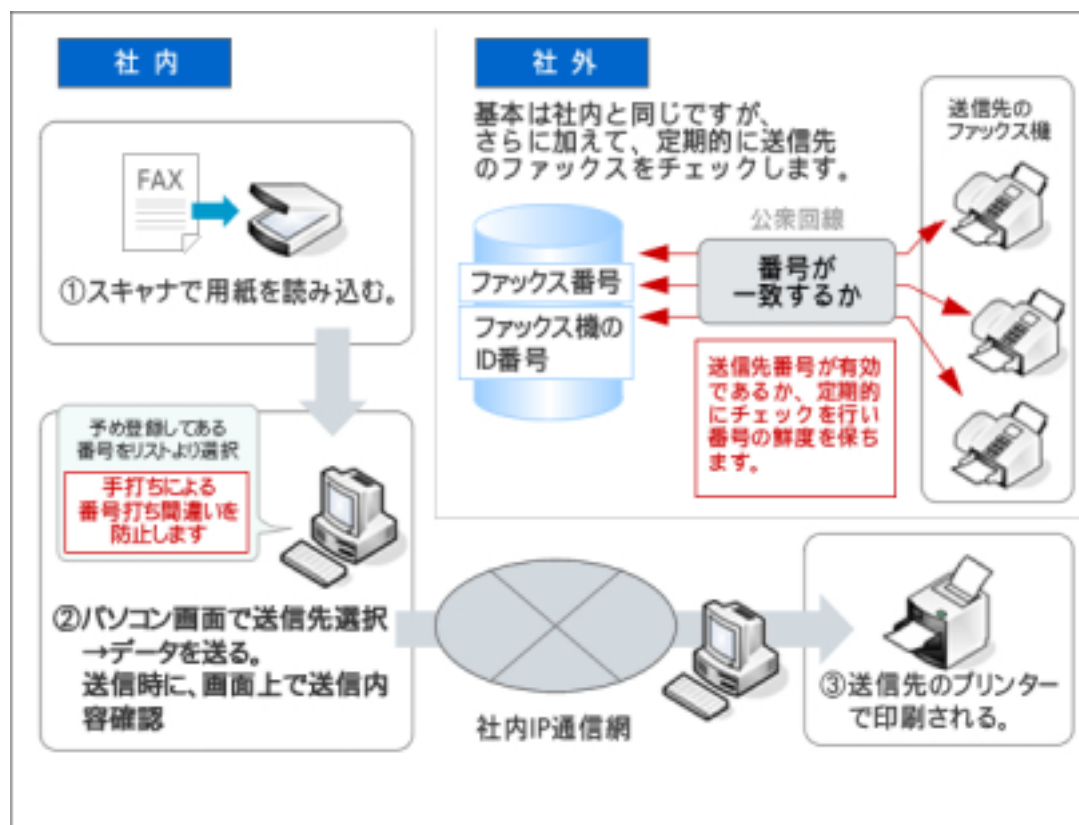 社内
FAX
①スキャナで用紙を読み込む。
予め登録してある
番号をリストより選択
手打ちによる
番号打ち間違いを
防止します
②パソコン画面で送信先選択
→データを送る。
送信時に、画面上で送信内
容確認
社外
基本は社内と同じですが、
さらに加えて、定期的に送信先
のファックスをチェックします。
ファックス番号
ファックス機の
ID番号
公衆回線
番号が
一致するか
送信先番号が有効
であるか、定期的
にチェックを行い
番号の鮮度を保ち
ます。
送信先の
ファックス機
社内IP通信網
③送信先のプリンター
で印刷される。